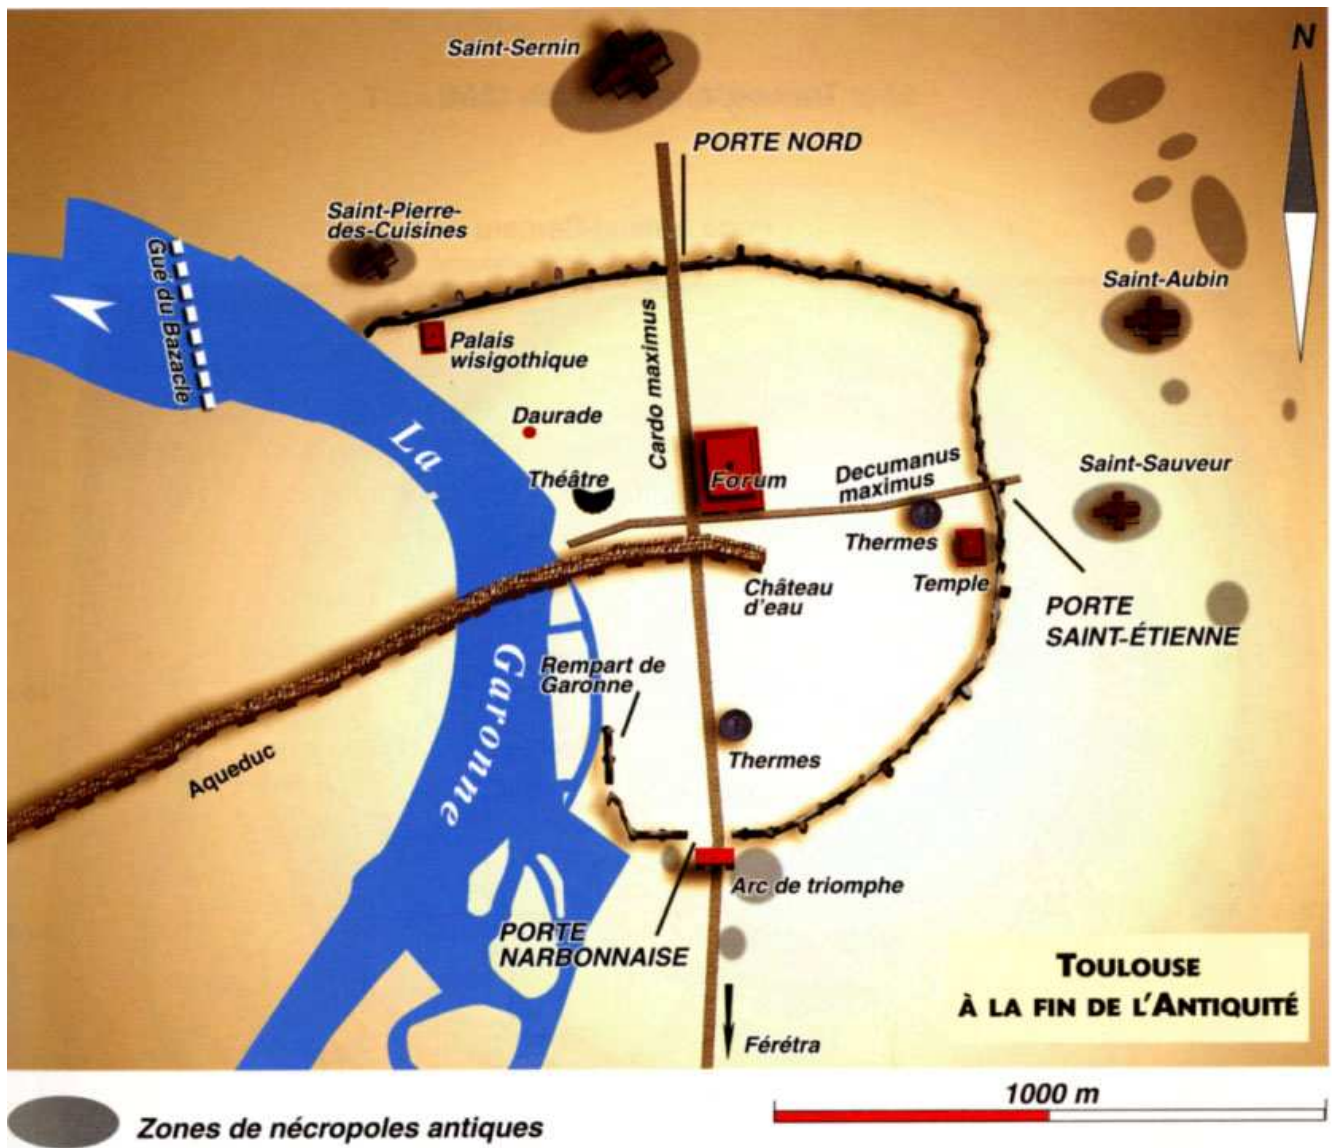 Saint-Sernin
N
PORTE NORD
Saint-Pierre-
des-Cuisines
Gué du Bazacle
Saint-Aubin
Palais
wisigothique
Cardo maximus
Daurade
La
Garonne
Théâtre
Forum
Decumanus
maximus
Saint-Sauveur
Thermes
Temple
Château
d'eau
PORTE
SAINT-ÉTIENNE
Rempart de
Garonne
Aqueduc
Thermes
Arc de triomphe
PORTE
NARBONNAISE
TOULOUSE
À LA FIN DE L'ANTIQUITÉ
Férétra
1000 m
Zones de nécropoles antiques